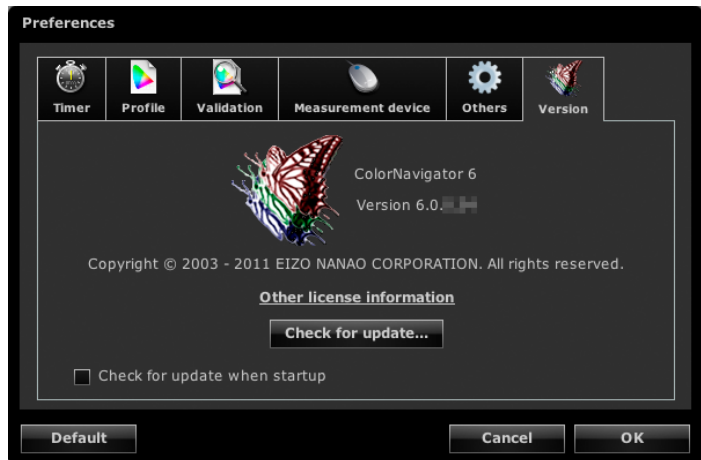 Preferences
Timer Profile Validation Measurement device Others Version
ColorNavigator 6
Version 6.0.
Copyright © 2003 - 2011 EIZO NANAO CORPORATION. All rights reserved.
Other license information
Check for update...
Check for update when startup
Default Cancel OK